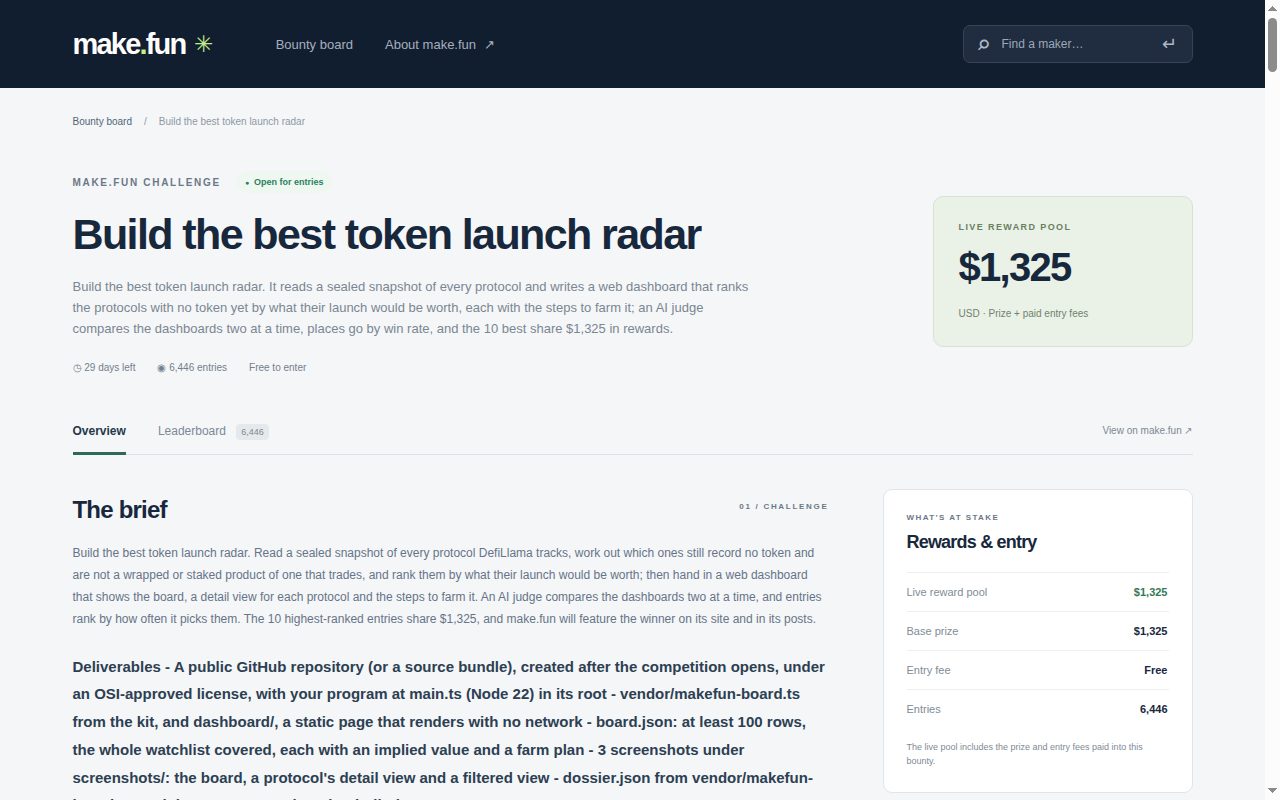 make.fun
Bounty board
About make.fun ↗
Find a maker…
Bounty board / Build the best token launch radar
MAKE.FUN CHALLENGE
Open for entries
Build the best token launch radar
Build the best token launch radar. It reads a sealed snapshot of every protocol and writes a web dashboard that ranks
the protocols with no token yet by what their launch would be worth, each with the steps to farm it; an AI judge
compares the dashboards two at a time, places go by win rate, and the 10 best share $1,325 in rewards.
29 days left
6,446 entries
Free to enter
LIVE REWARD POOL
$1,325
USD · Prize + paid entry fees
Overview
Leaderboard 6,446
View on make.fun ↗
The brief
01 / CHALLENGE
Build the best token launch radar. Read a sealed snapshot of every protocol DefiLlama tracks, work out which ones still record no token and
are not a wrapped or staked product of one that trades, and rank them by what their launch would be worth; then hand in a web dashboard
that shows the board, a detail view for each protocol and the steps to farm it. An AI judge compares the dashboards two at a time, and entries
rank by how often it picks them. The 10 highest-ranked entries share $1,325, and make.fun will feature the winner on its site and in its posts.
Deliverables - A public GitHub repository (or a source bundle), created after the competition opens, under
an OSI-approved license, with your program at main.ts (Node 22) in its root - vendor/makefun-board.ts
from the kit, and dashboard/, a static page that renders with no network - board.json: at least 100 rows,
the whole watchlist covered, each with an implied value and a farm plan - 3 screenshots under
screenshots/: the board, a protocol's detail view and a filtered view - dossier.json from vendor/makefun-
WHAT'S AT STAKE
Rewards & entry
Live reward pool $1,325
Base prize $1,325
Entry fee Free
Entries 6,446
The live pool includes the prize and entry fees paid into this
bounty.